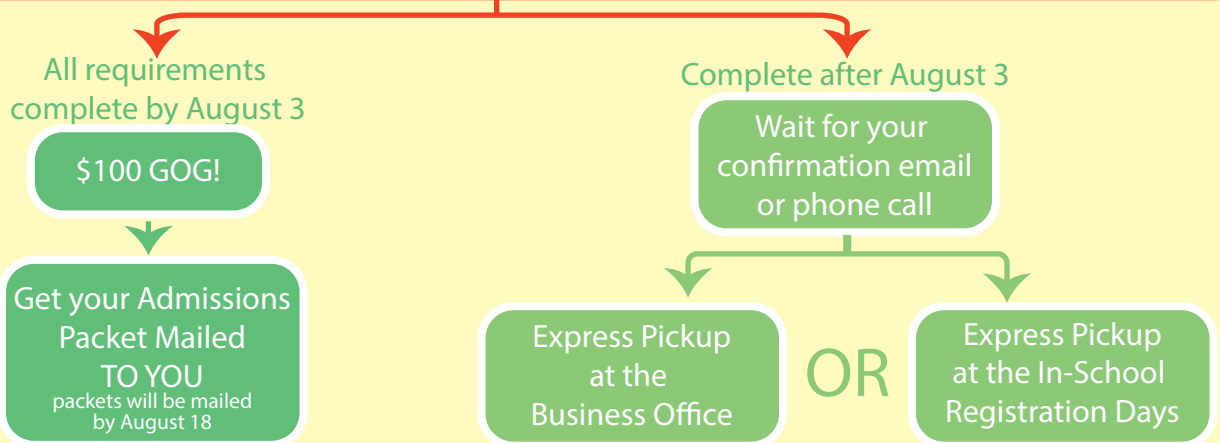 All requirements
complete by August 3
$100 GOG!
Get your Admissions
Packet Mailed
TO YOU
packets will be mailed
by August 18
Complete after August 3
Wait for your
confirmation email
or phone call
Express Pickup
at the
Business Office
OR
Express Pickup
at the In-School
Registration Days